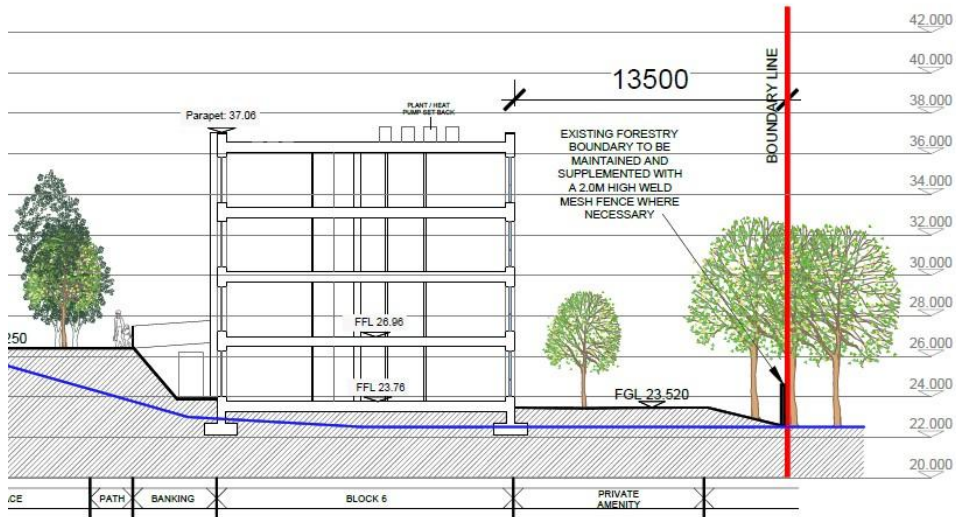 42.000
40.000
38.000
36.000
34.000
32.000
30.000
28.000
26.000
24.000
22.000
20.000
13500
BOUNDARY LINE
Parapet: 37.06
PLANT / HEAT
PUMP SET BACK
EXISTING FORESTRY
BOUNDARY TO BE
MAINTAINED AND
SUPPLEMENTED WITH
A 2.0M HIGH WELD
MESH FENCE WHERE
NECESSARY
250
FFL 26.96
FFL 23.76
FGL 23.520
CE
PATH
BANKING
BLOCK 6
PRIVATE
AMENITY